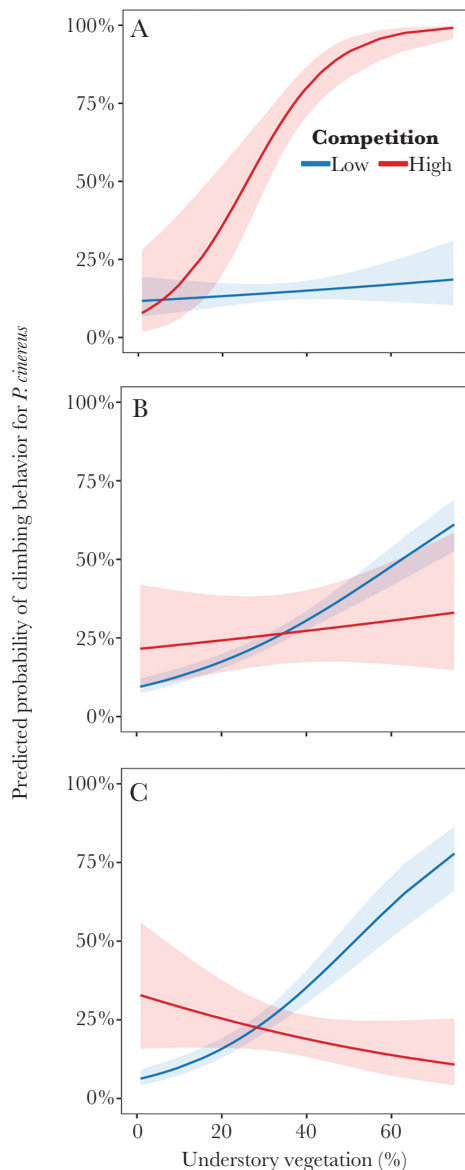 Predicted probability of climbing behavior for P. cinereus
A
100%
75%
50%
25%
0%
Competition
Low High
B
100%
75%
50%
25%
0%
C
100%
75%
50%
25%
0%
0 20 40 60
Understory vegetation (%)